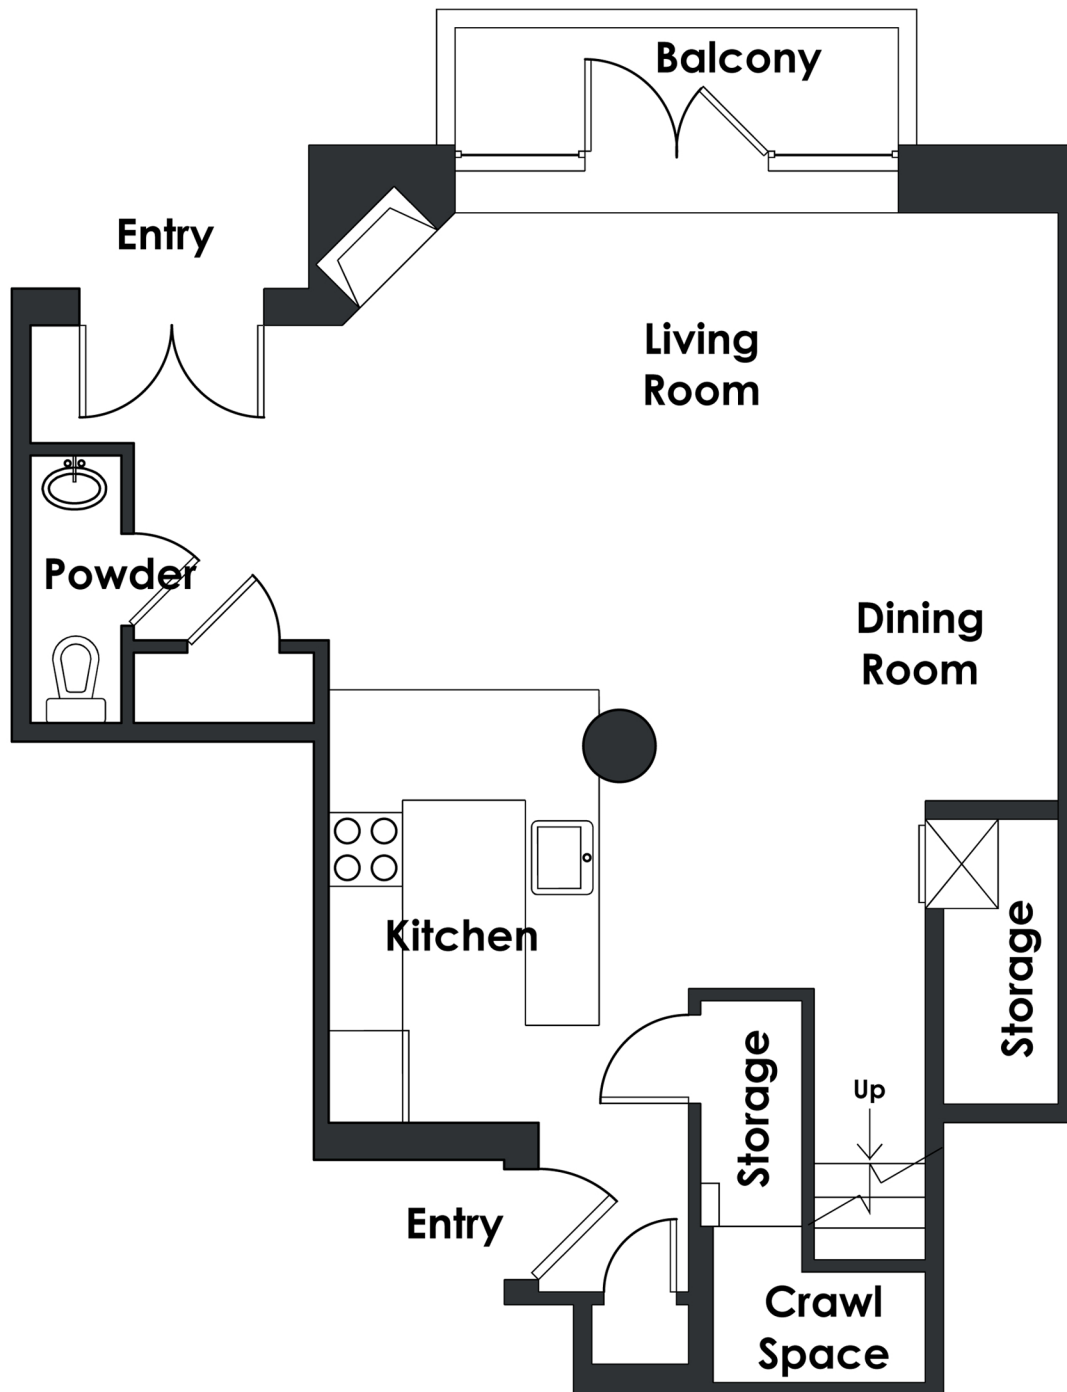 Balcony
Entry
Living
Room
Powder
Dining
Room
Kitchen
Storage
Storage
Up
Entry
Crawl
Space